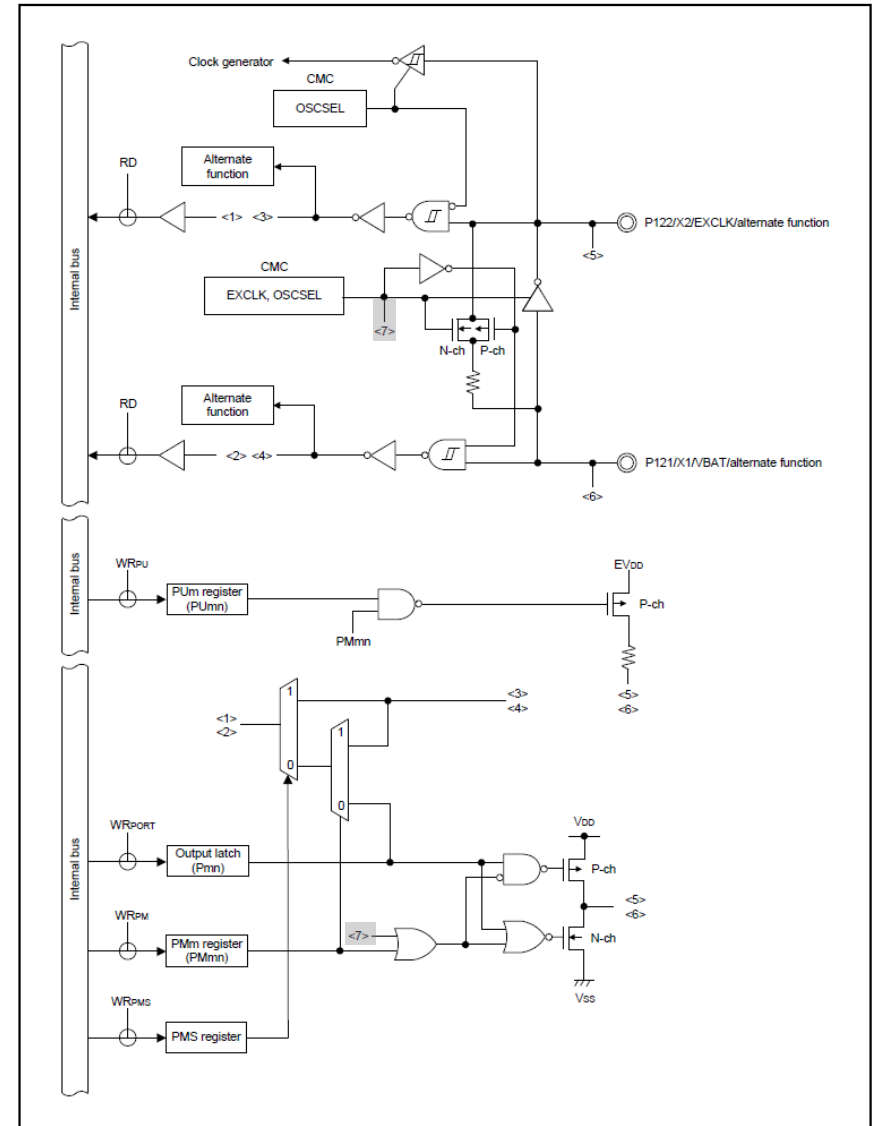 Clock generator
CMC
OSCSEL
RD
Alternate
function
<1> <3>
P122/X2/EXCLK/alternate function
<5>
Internal bus
CMC
EXCLK, OSCSEL
<7>
N-ch P-ch
RD
Alternate
function
<2> <4>
P121/X1/VBAT/alternate function
<6>
Internal bus
WRPU
PUm register
(PUmn)
PMmn
EVDD
P-ch
<5>
<6>
Internal bus
1
<3>
<4>
<1>
<2>
1
0
0
WRPORT
Output latch
(Pmn)
VDD
P-ch
<5>
<6>
WRPM
PMm register
(PMmn)
<7>
N-ch
VSS
WRPMS
PMS register